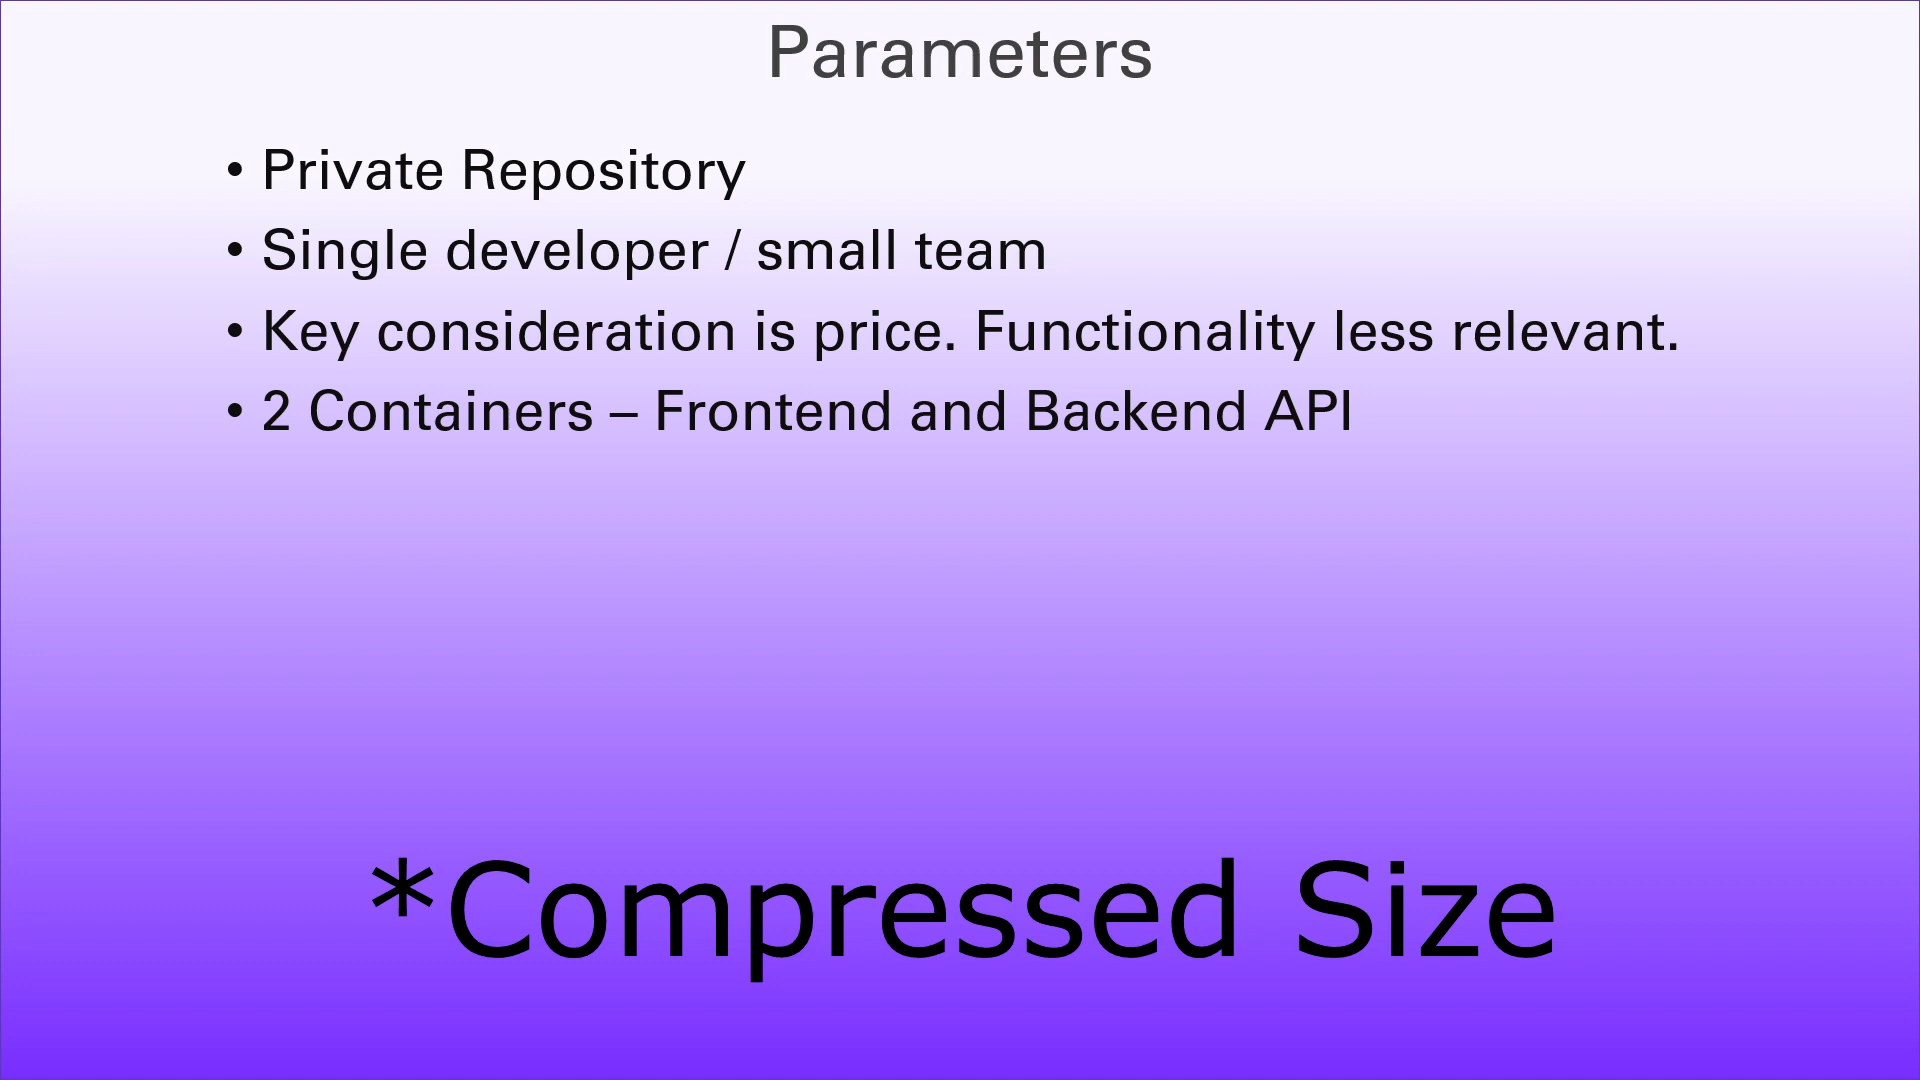 Parameters
• Private Repository
• Single developer / small team
• Key consideration is price. Functionality less relevant.
• 2 Containers – Frontend and Backend API
*Compressed Size